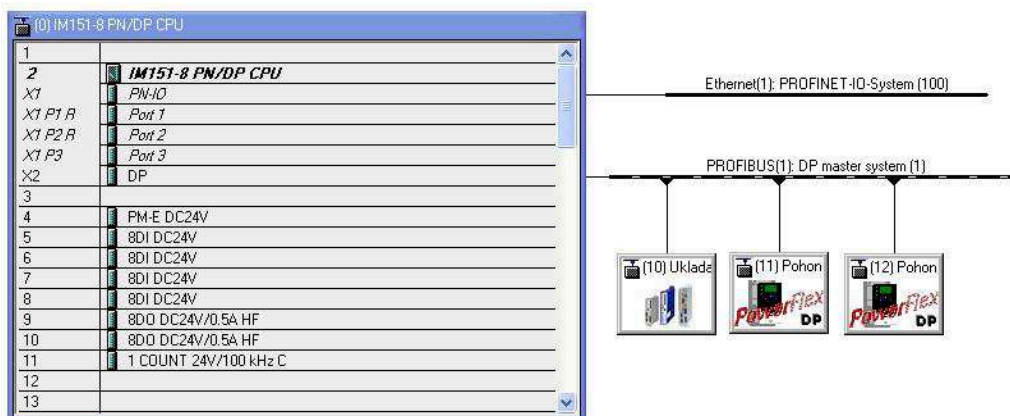 (0) IM151-8 PN/DP CPU
1
2 IM151-8 PN/DP CPU
X1 PN-IO
X1 P1 R Port 1
X1 P2 R Port 2
X1 P3 Port 3
X2 DP
3
4 PM-E DC24V
5 8DI DC24V
6 8DI DC24V
7 8DI DC24V
8 8DI DC24V
9 8DO DC24V/0.5A HF
10 8DO DC24V/0.5A HF
11 1 COUNT 24V/100 kHz C
12
13
Ethernet(1): PROFINET-IO-System (100)
PROFIBUS(1): DP master system (1)
(10) Uklada
(11) Pohon
PowerFlex
DP
(12) Pohon
PowerFlex
DP